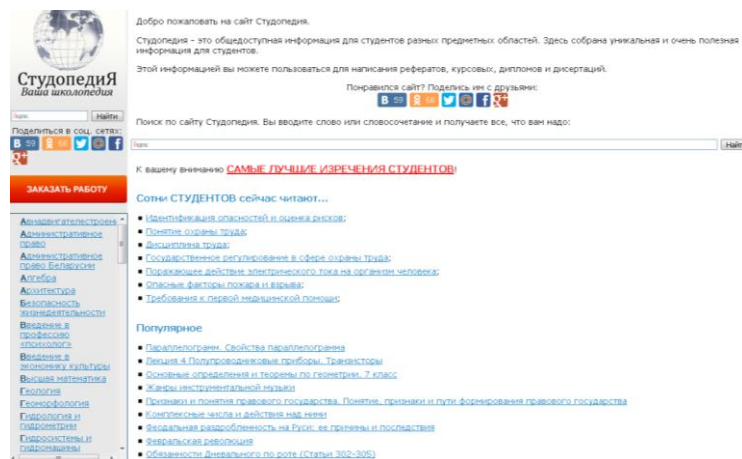 СтудопедиЯ
Ваша школопедия
Найти
Поделиться в соц. сетях:
В 59 66
ЗАКАЗАТЬ РАБОТУ
Авиадвигателестроен
Административное
право
Административное
право Беларусии
Алгебра
Архитектура
Безопасность
жизнедеятельности
Введение в
профессию
«психолог»
Введение в
экономику культуры
Высшая математика
Геология
Геоморфология
Гидрология и
гидрометрии
Гидросистемы и
гидромашины
Добро пожаловать на сайт Студопедия.
Студопедия - это общедоступная информация для студентов разных предметных областей. Здесь собрана уникальная и очень полезная
информация для студентов.
Этой информацией вы можете пользоваться для написания рефератов, курсовых, дипломов и дисертаций.
Понравился сайт? Поделись им с друзьями:
В 59 66
Поиск по сайту Студопедия. Вы вводите слово или словосочетание и получаете все, что вам надо:
К вашему вниманию САМЫЕ ЛУЧШИЕ ИЗРЕЧЕНИЯ СТУДЕНТОВ!
Сотни СТУДЕНТОВ сейчас читают...
Идентификация опасностей и оценка рисков;
Понятие охраны труда;
Дисциплина труда;
Государственное регулирование в сфере охраны труда;
Поражающее действие электрического тока на организм человека;
Опасные факторы пожара и взрыва;
Требования к первой медицинской помощи;
Популярное
Параллелограмм. Свойства параллелограмма
Лекция 4 Полупроводниковые приборы. Транзисторы
Основные определения и теоремы по геометрии. 7 класс
Жанры инструментальной музыки
Признаки и понятия правового государства. Понятие, признаки и пути формирования правового государства
Комплексные числа и действия над ними
Феодальная раздробленность на Руси: ее причины и последствия
Февральская революция
Обязанности Дневального по роте (Статьи 302-305)